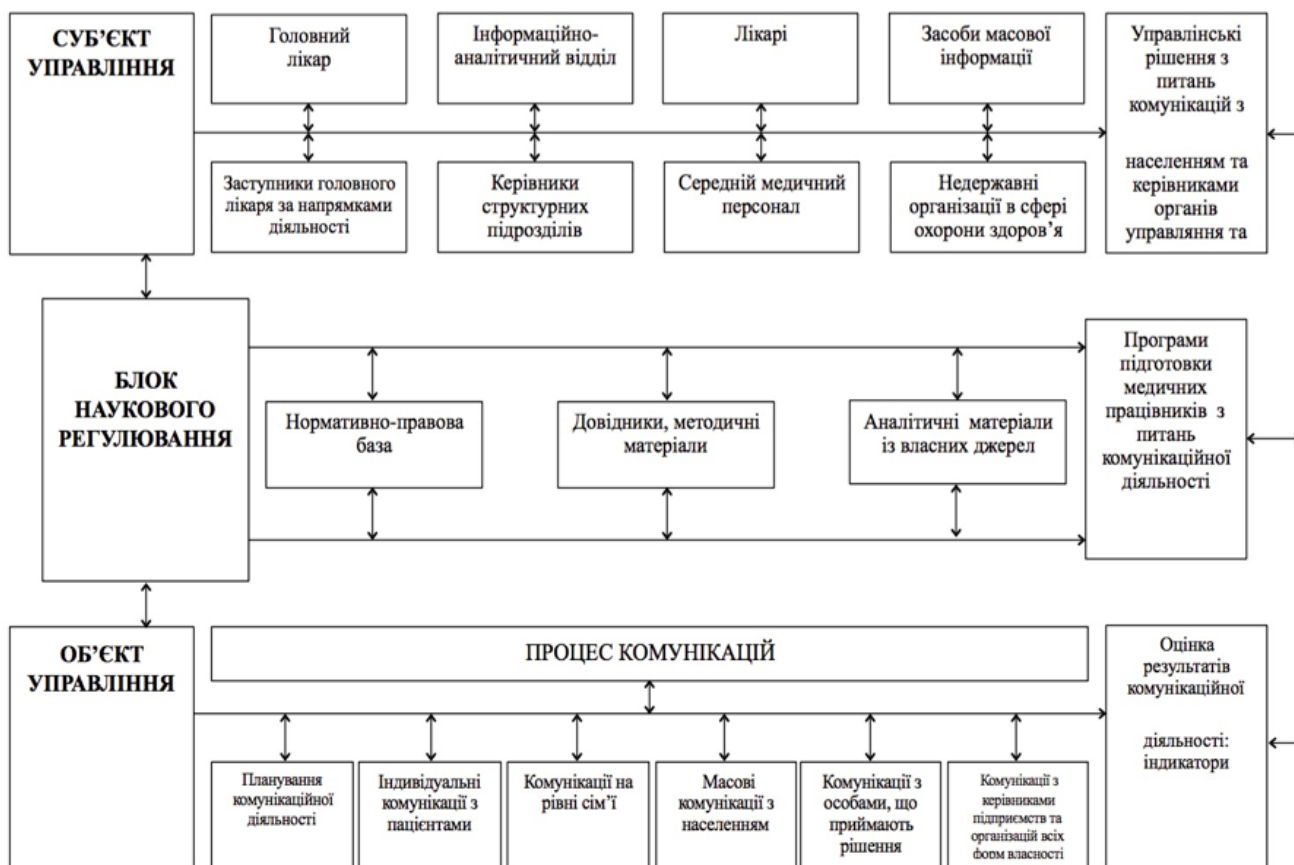 СУБ’ЄКТ
УПРАВЛІННЯ
Головний
лікар
Інформаційно-
аналітичний відділ
Лікарі
Засоби масової
інформації
Управлінські
рішення з
питань
комунікацій з
населенням та
керівниками
органів
управляння та
Заступники головного
лікаря за напрямками
діяльності
Керівники
структурних
підрозділів
Середній медичний
персонал
Недержавні
організації в сфері
охорони здоров’я
БЛОК
НАУКОВОГО
РЕГУЛЮВАННЯ
Нормативно-правова
база
Довідники, методичні
матеріали
Аналітичні матеріали
із власних джерел
Програми
підготовки
медичних
працівників з
питань
комунікаційної
діяльності
ОБ’ЄКТ
УПРАВЛІННЯ
ПРОЦЕС КОМУНІКАЦІЙ
Оцінка
результатів
комунікаційної
діяльності:
індикатори
Планування
комунікаційної
діяльності
Індивідуальні
комунікації з
пацієнтами
Комунікації на
рівні сім’ї
Масові
комунікації з
населенням
Комунікації з
особами, що
приймають
рішення
Комунікації з
керівниками
підприємств та
організацій всіх
форм власності